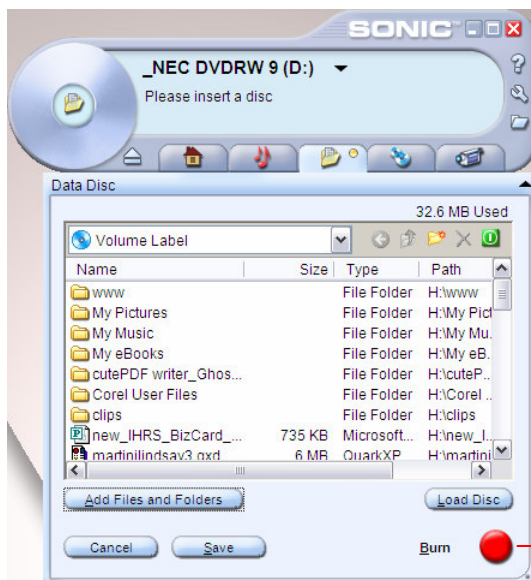 SONIC
_NEC DVDRW 9 (D:)
Please insert a disc
Data Disc
32.6 MB Used
Volume Label
Name Size Type Path
www File Folder H:\www
My Pictures File Folder H:\My Pict
My Music File Folder H:\My Mu.
My eBooks File Folder H:\My eB.
cutePDF writer_Ghos... File Folder H:\cuteP..
Corel User Files File Folder H:\Corel ..
clips File Folder H:\clips
new_IHRS_BizCard_... 735 KB Microsoft... H:\new_I..
martinilindsay3.qxd 6 MB QuarkXP H:\martini
Add Files and Folders Load Disc
Cancel Save Burn